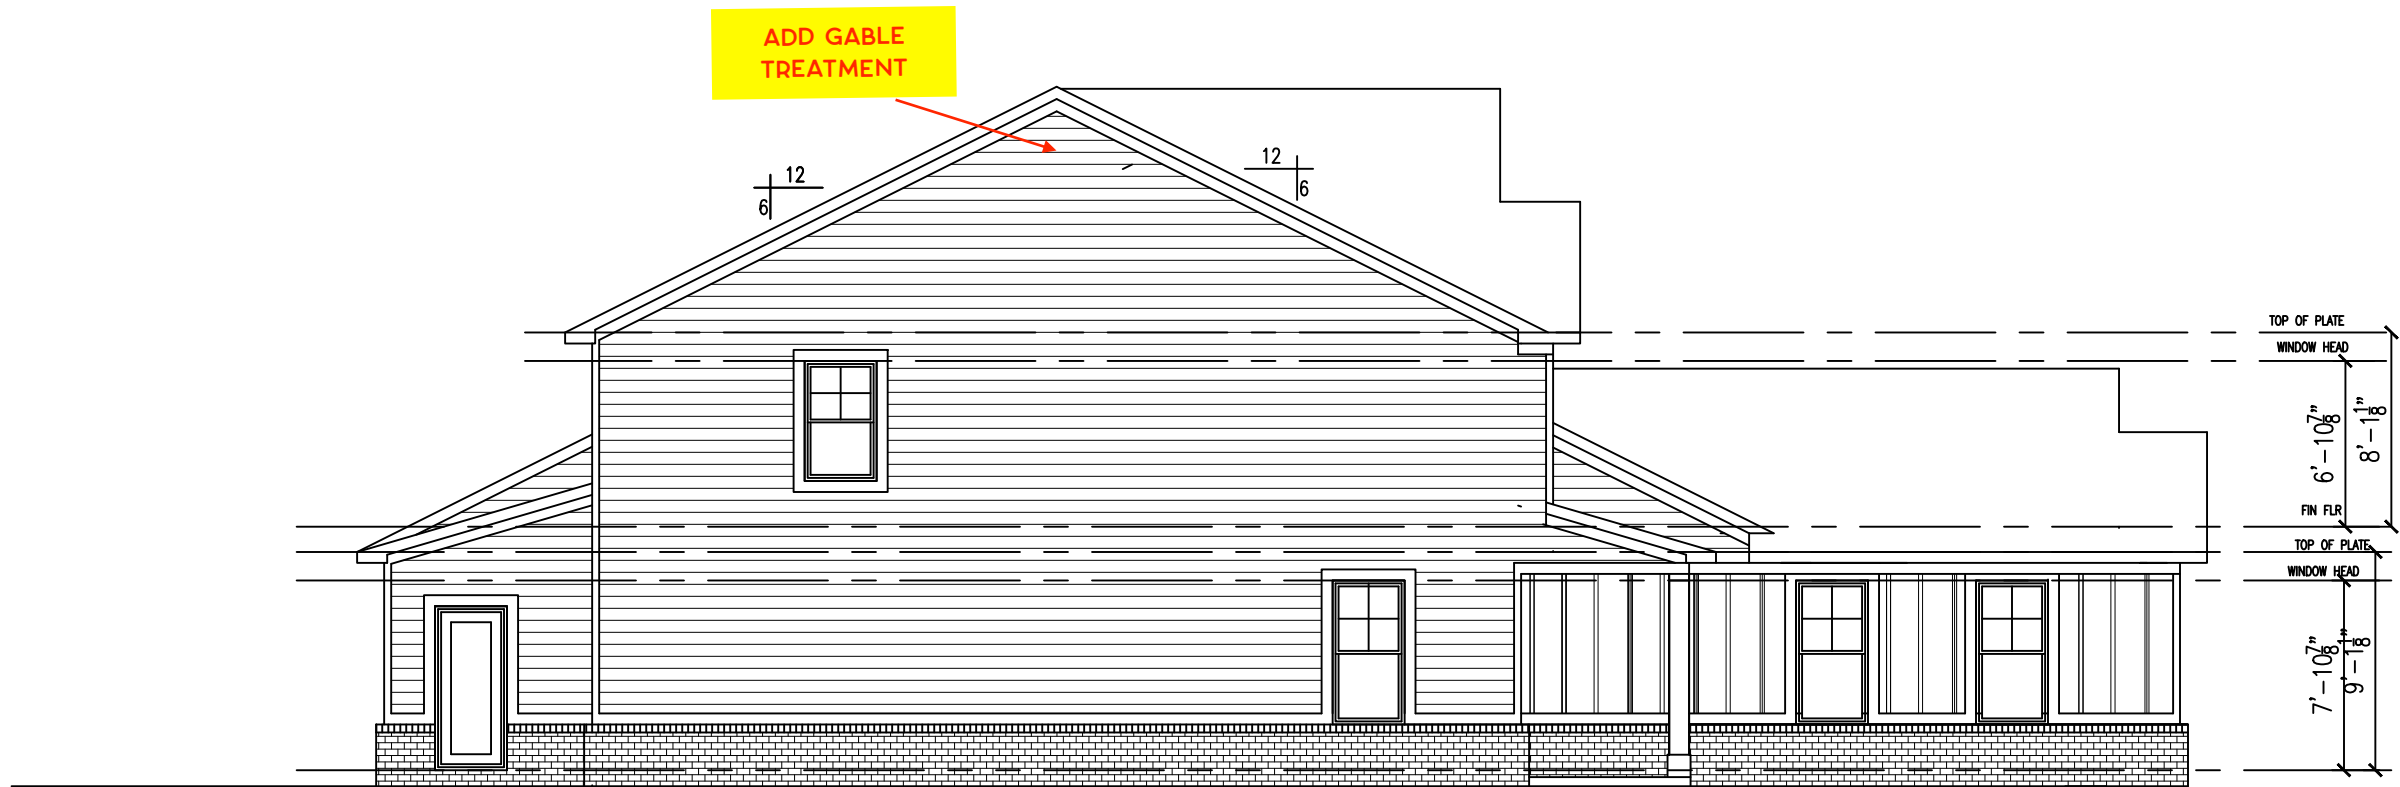 ADD GABLE
TREATMENT
12
6
12
6
TOP OF PLATE
WINDOW HEAD
6'-10 7/8"
8'-1 1/8"
FIN FLR
TOP OF PLATE
WINDOW HEAD
7'-10 7/8"
9'-1 1/8"